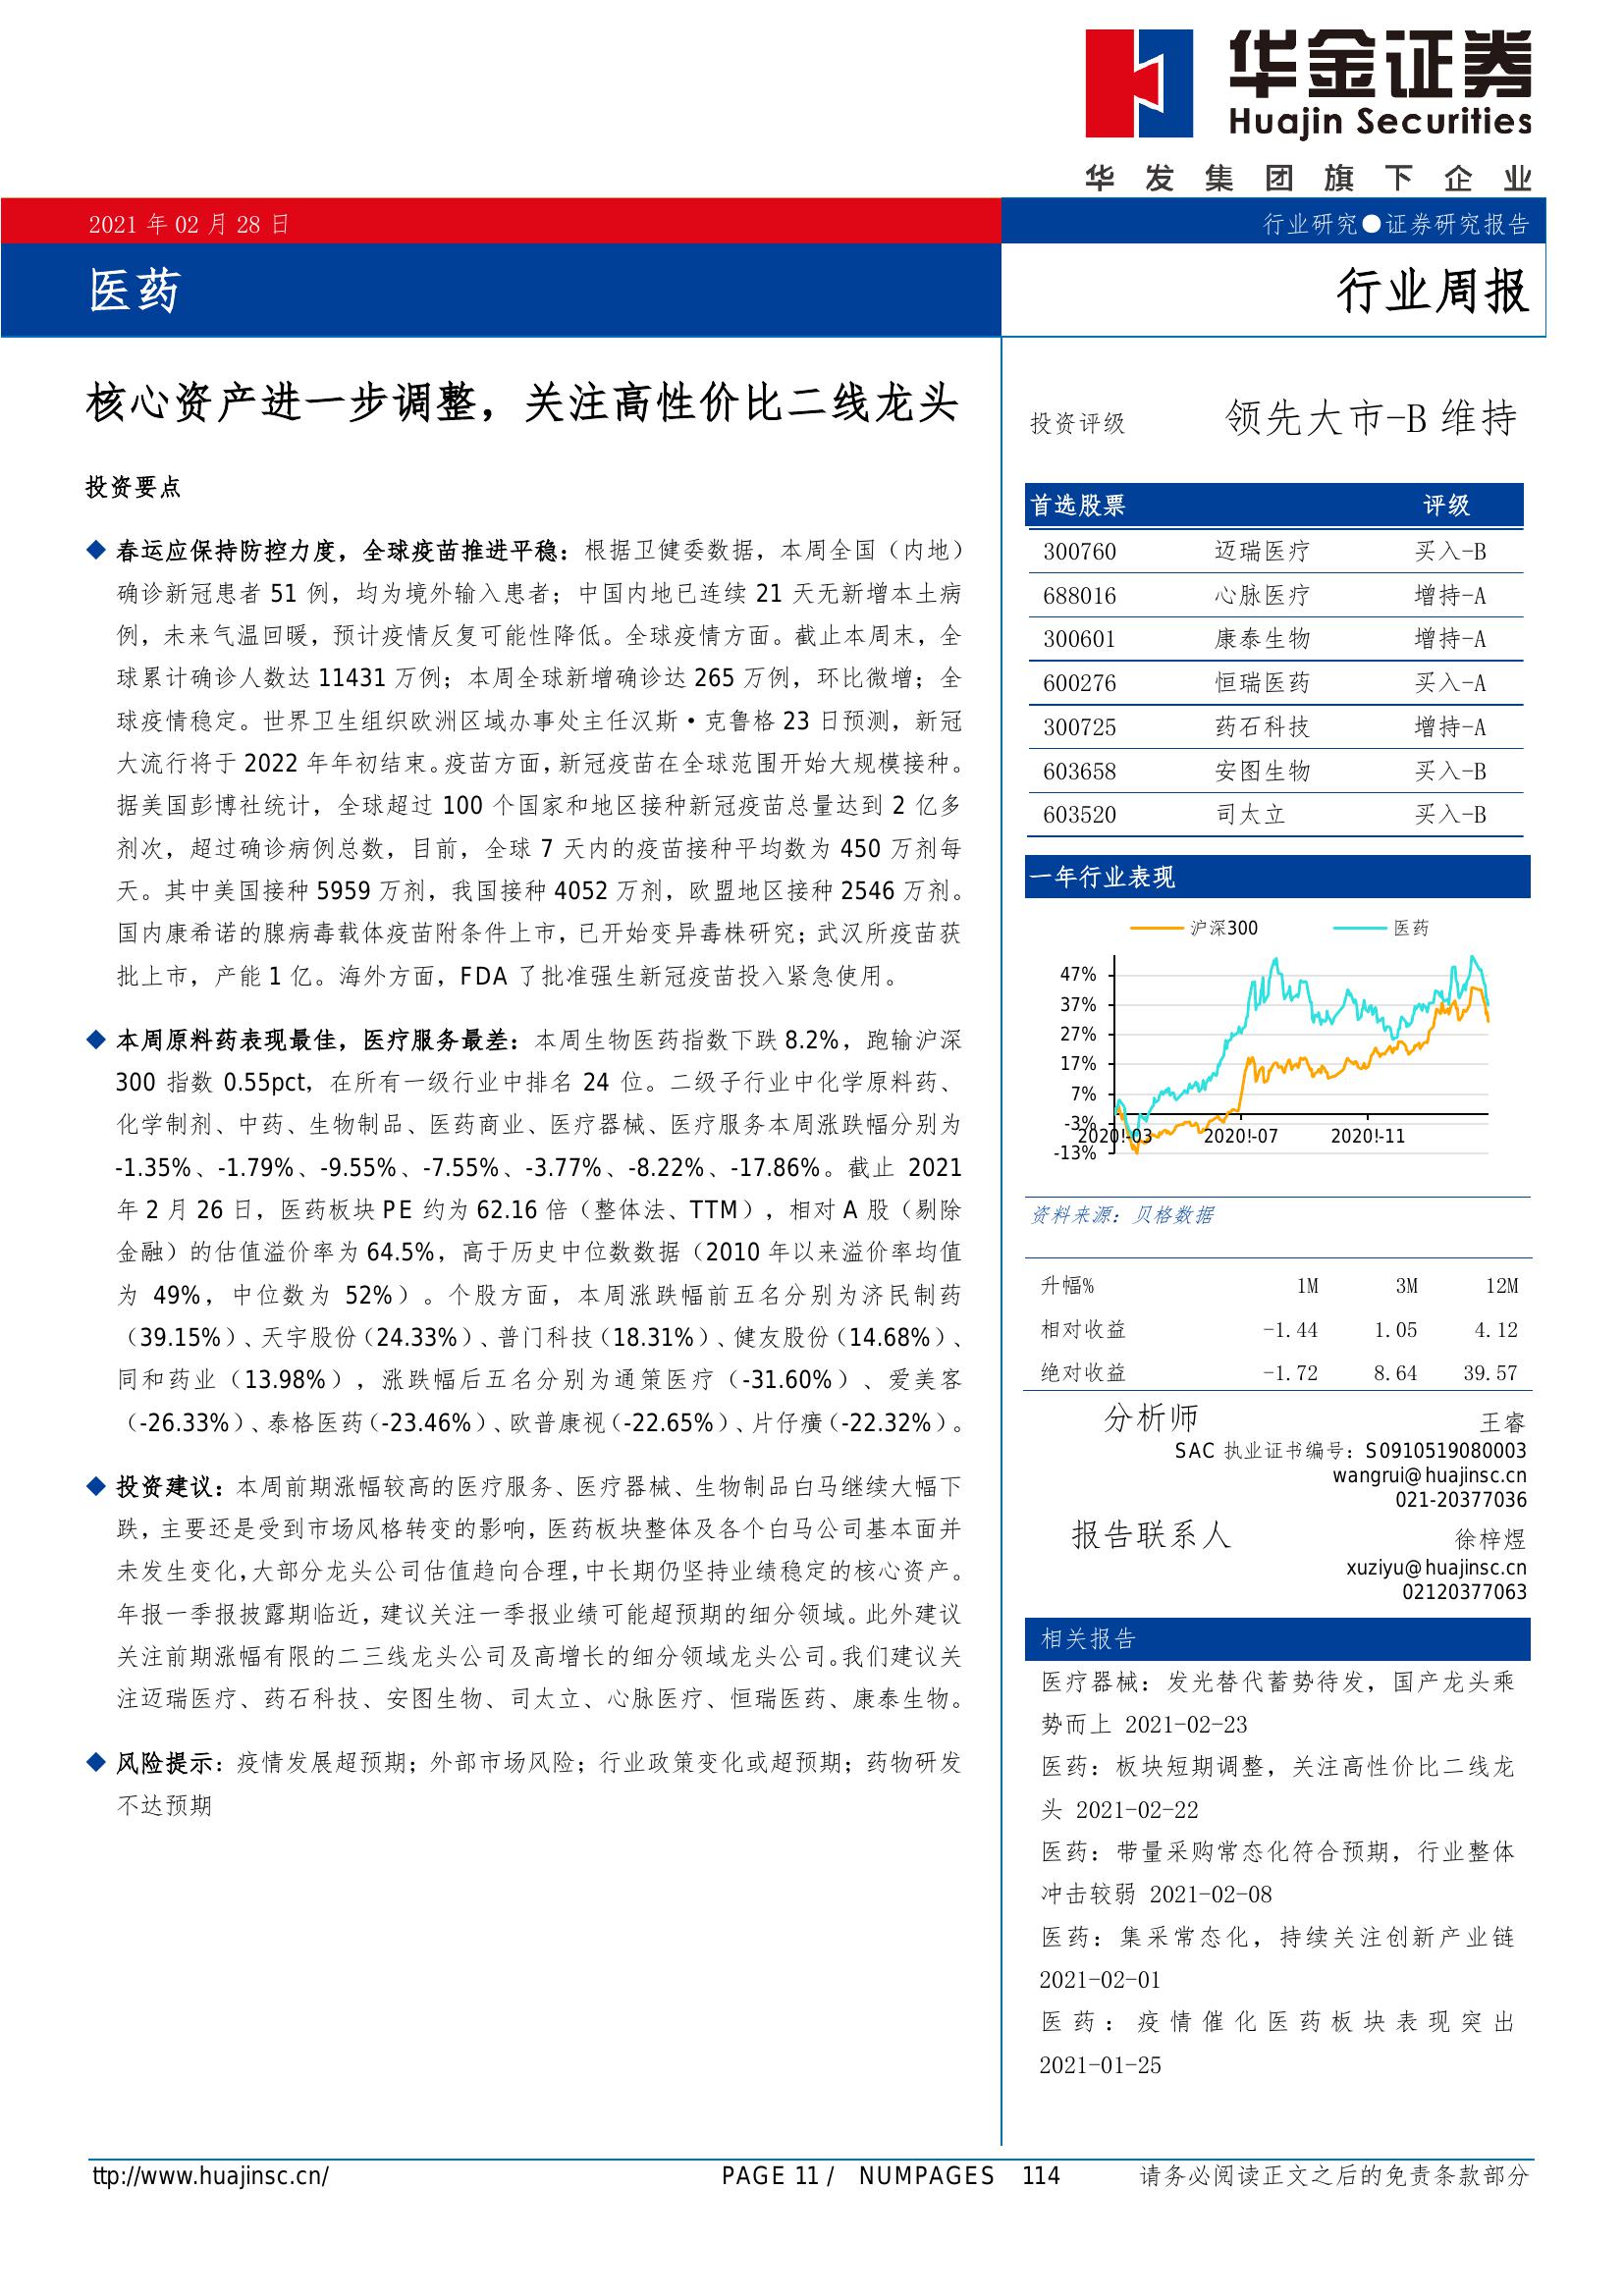 华金证券
Huajin Securities
华发集团旗下企业
2021 年 02 月 28 日
行业研究●证券研究报告
医药
行业周报
核心资产进一步调整，关注高性价比二线龙头
投资要点
◆ 春运应保持防控力度，全球疫苗推进平稳：根据卫健委数据，本周全国（内地）
确诊新冠患者 51 例，均为境外输入患者；中国内地已连续 21 天无新增本土病
例，未来气温回暖，预计疫情反复可能性降低。全球疫情方面。截止本周末，全
球累计确诊人数达 11431 万例；本周全球新增确诊达 265 万例，环比微增；全
球疫情稳定。世界卫生组织欧洲区域办事处主任汉斯·克鲁格 23 日预测，新冠
大流行将于 2022 年年初结束。疫苗方面，新冠疫苗在全球范围开始大规模接种。
据美国彭博社统计，全球超过 100 个国家和地区接种新冠疫苗总量达到 2 亿多
剂次，超过确诊病例总数，目前，全球 7 天内的疫苗接种平均数为 450 万剂每
天。其中美国接种 5959 万剂，我国接种 4052 万剂，欧盟地区接种 2546 万剂。
国内康希诺的腺病毒载体疫苗附条件上市，已开始变异毒株研究；武汉所疫苗获
批上市，产能 1 亿。海外方面，FDA 了批准强生新冠疫苗投入紧急使用。
◆ 本周原料药表现最佳，医疗服务最差：本周生物医药指数下跌 8.2%，跑输沪深
300 指数 0.55pct，在所有一级行业中排名 24 位。二级子行业中化学原料药、
化学制剂、中药、生物制品、医药商业、医疗器械、医疗服务本周涨跌幅分别为
-1.35%、-1.79%、-9.55%、-7.55%、-3.77%、-8.22%、-17.86%。截止 2021
年 2 月 26 日，医药板块 PE 约为 62.16 倍（整体法、TTM），相对 A 股（剔除
金融）的估值溢价率为 64.5%，高于历史中位数数据（2010 年以来溢价率均值
为 49%，中位数为 52%）。个股方面，本周涨跌幅前五名分别为济民制药
（39.15%）、天宇股份（24.33%）、普门科技（18.31%）、健友股份（14.68%）、
同和药业（13.98%），涨跌幅后五名分别为通策医疗（-31.60%）、爱美客
（-26.33%）、泰格医药（-23.46%）、欧普康视（-22.65%）、片仔癀（-22.32%）。
◆ 投资建议：本周前期涨幅较高的医疗服务、医疗器械、生物制品白马继续大幅下
跌，主要还是受到市场风格转变的影响，医药板块整体及各个白马公司基本面并
未发生变化，大部分龙头公司估值趋向合理，中长期仍坚持业绩稳定的核心资产。
年报一季报披露期临近，建议关注一季报业绩可能超预期的细分领域。此外建议
关注前期涨幅有限的二三线龙头公司及高增长的细分领域龙头公司。我们建议关
注迈瑞医疗、药石科技、安图生物、司太立、心脉医疗、恒瑞医药、康泰生物。
◆ 风险提示：疫情发展超预期；外部市场风险；行业政策变化或超预期；药物研发
不达预期
投资评级 领先大市-B 维持
首选股票 评级
300760 迈瑞医疗 买入-B
688016 心脉医疗 增持-A
300601 康泰生物 增持-A
600276 恒瑞医药 买入-A
300725 药石科技 增持-A
603658 安图生物 买入-B
603520 司太立 买入-B
一年行业表现
沪深300 医药
47%
37%
27%
17%
7%
-3%
2020!-03 2020!-07 2020!-11
-13%
资料来源：贝格数据
升幅% 1M 3M 12M
相对收益 -1.44 1.05 4.12
绝对收益 -1.72 8.64 39.57
分析师 王睿
SAC 执业证书编号：S0910519080003
wangrui@huajinsc.cn
021-20377036
报告联系人 徐梓煜
xuziyu@huajinsc.cn
02120377063
相关报告
医疗器械：发光替代蓄势待发，国产龙头乘
势而上 2021-02-23
医药：板块短期调整，关注高性价比二线龙
头 2021-02-22
医药：带量采购常态化符合预期，行业整体
冲击较弱 2021-02-08
医药：集采常态化，持续关注创新产业链
2021-02-01
医药：疫情催化医药板块表现突出
2021-01-25
ttp://www.huajinsc.cn/ PAGE 11 / NUMPAGES 114 请务必阅读正文之后的免责条款部分